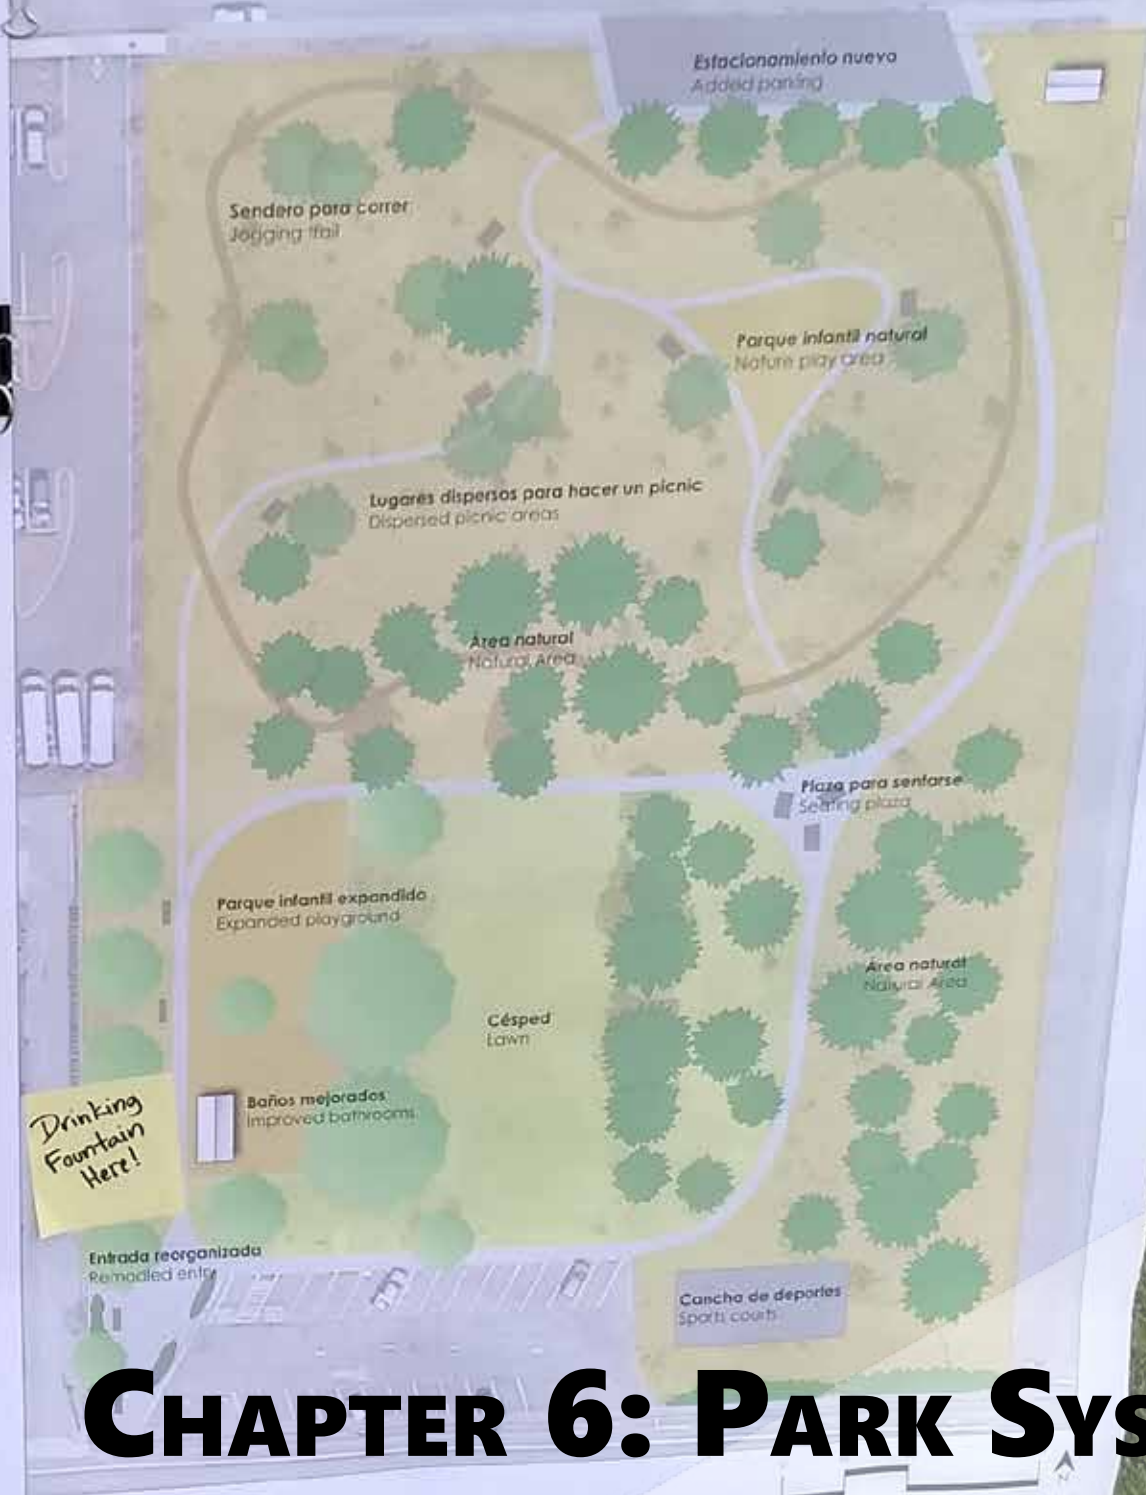 Estacionamiento nuevo
Added parking
Sendero para correr
Jogging trail
Parque infantil natural
Nature play area
Lugares dispersos para hacer un picnic
Dispersed picnic areas
Área natural
Natural Area
Plaza para sentarse
Seating plaza
Parque infantil expandido
Expanded playground
Área natural
Natural Area
Césped
Lawn
Baños mejorados
Improved bathrooms
Drinking
Fountain
Here!
Entrada reorganizada
Remodled entry
Cancha de deportes
Sports courts
CHAPTER 6: PARK SYS